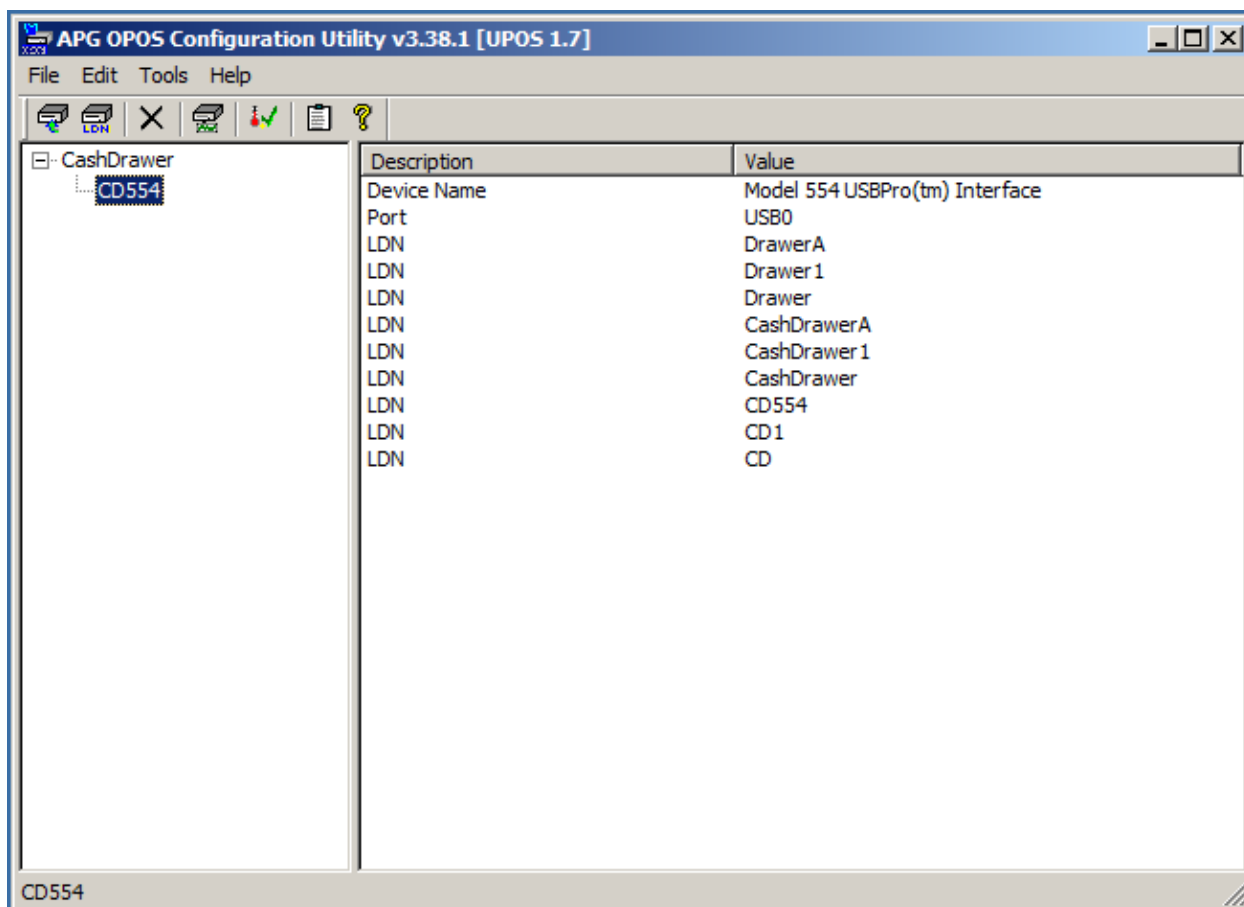 APG OPOS Configuration Utility v3.38.1 [UPOS 1.7]
File Edit Tools Help
LDN
CashDrawer
CD554
Description Value
Device Name Model 554 USBPro(tm) Interface
Port USB0
LDN DrawerA
LDN Drawer1
LDN Drawer
LDN CashDrawerA
LDN CashDrawer1
LDN CashDrawer
LDN CD554
LDN CD1
LDN CD
CD554